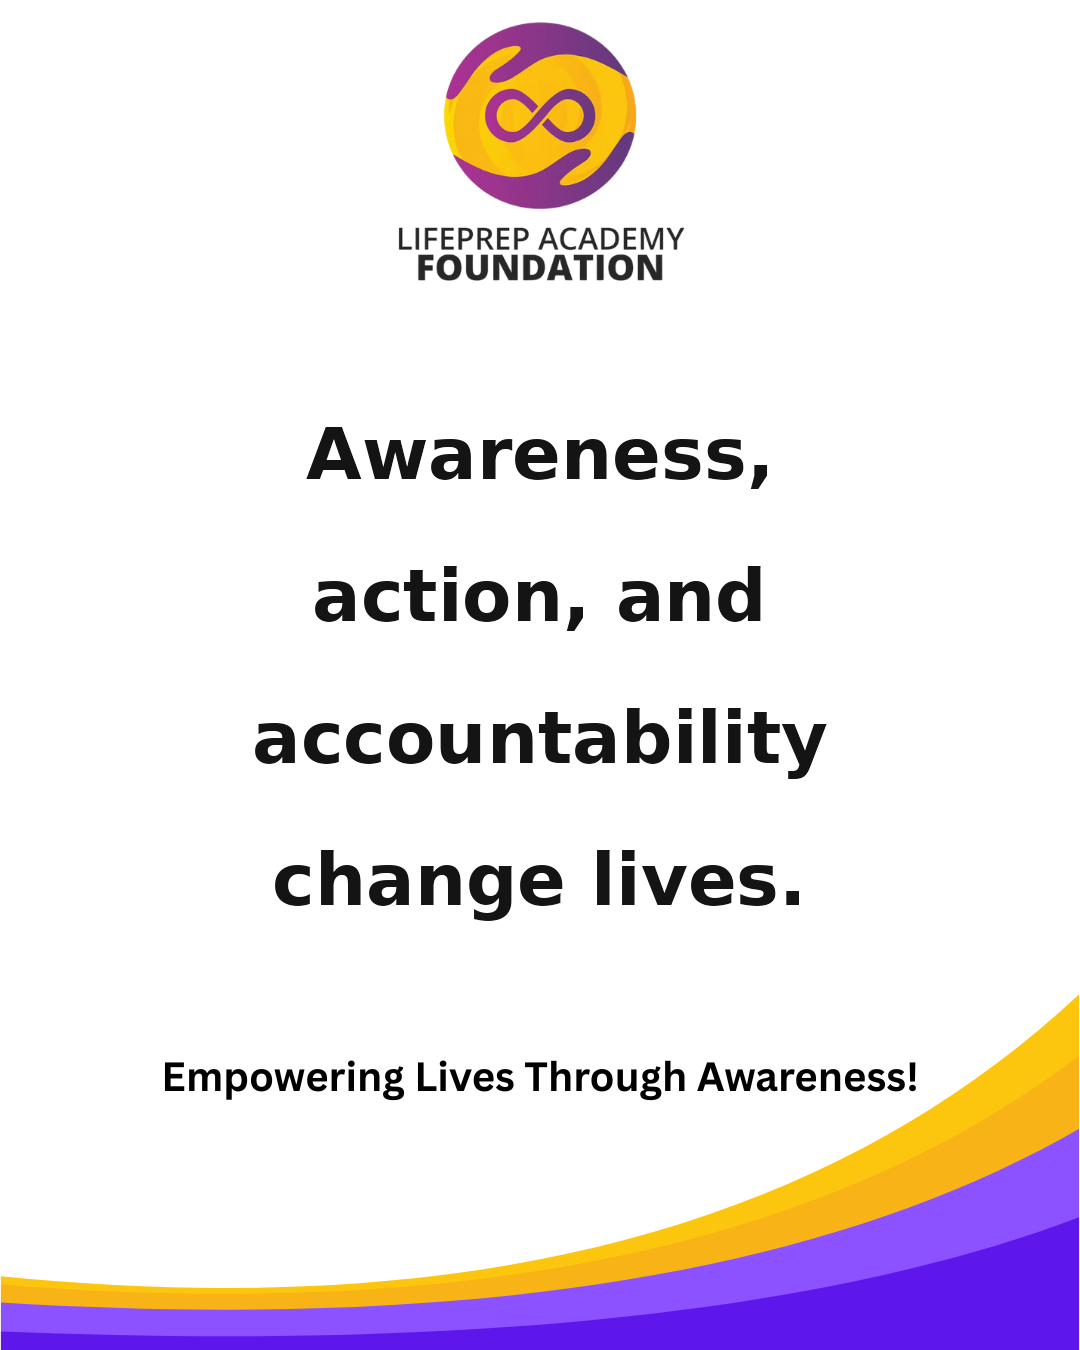 LIFEPREP ACADEMY
FOUNDATION
Awareness,
action, and
accountability
change lives.
Empowering Lives Through Awareness!